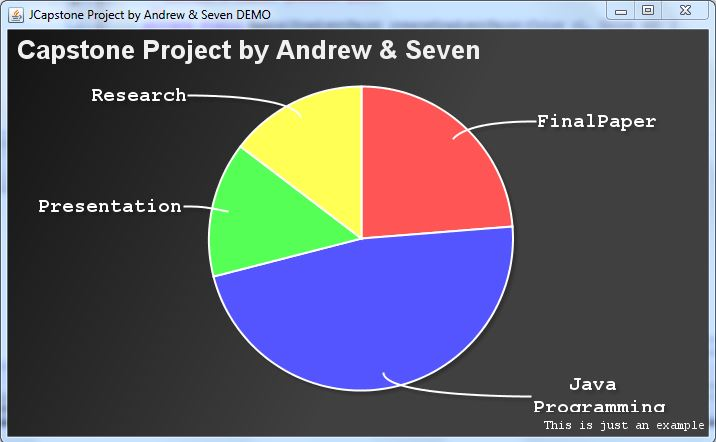 JCapstone Project by Andrew & Seven DEMO
Capstone Project by Andrew & Seven
Research
FinalPaper
Presentation
Java
Programming
This is just an example